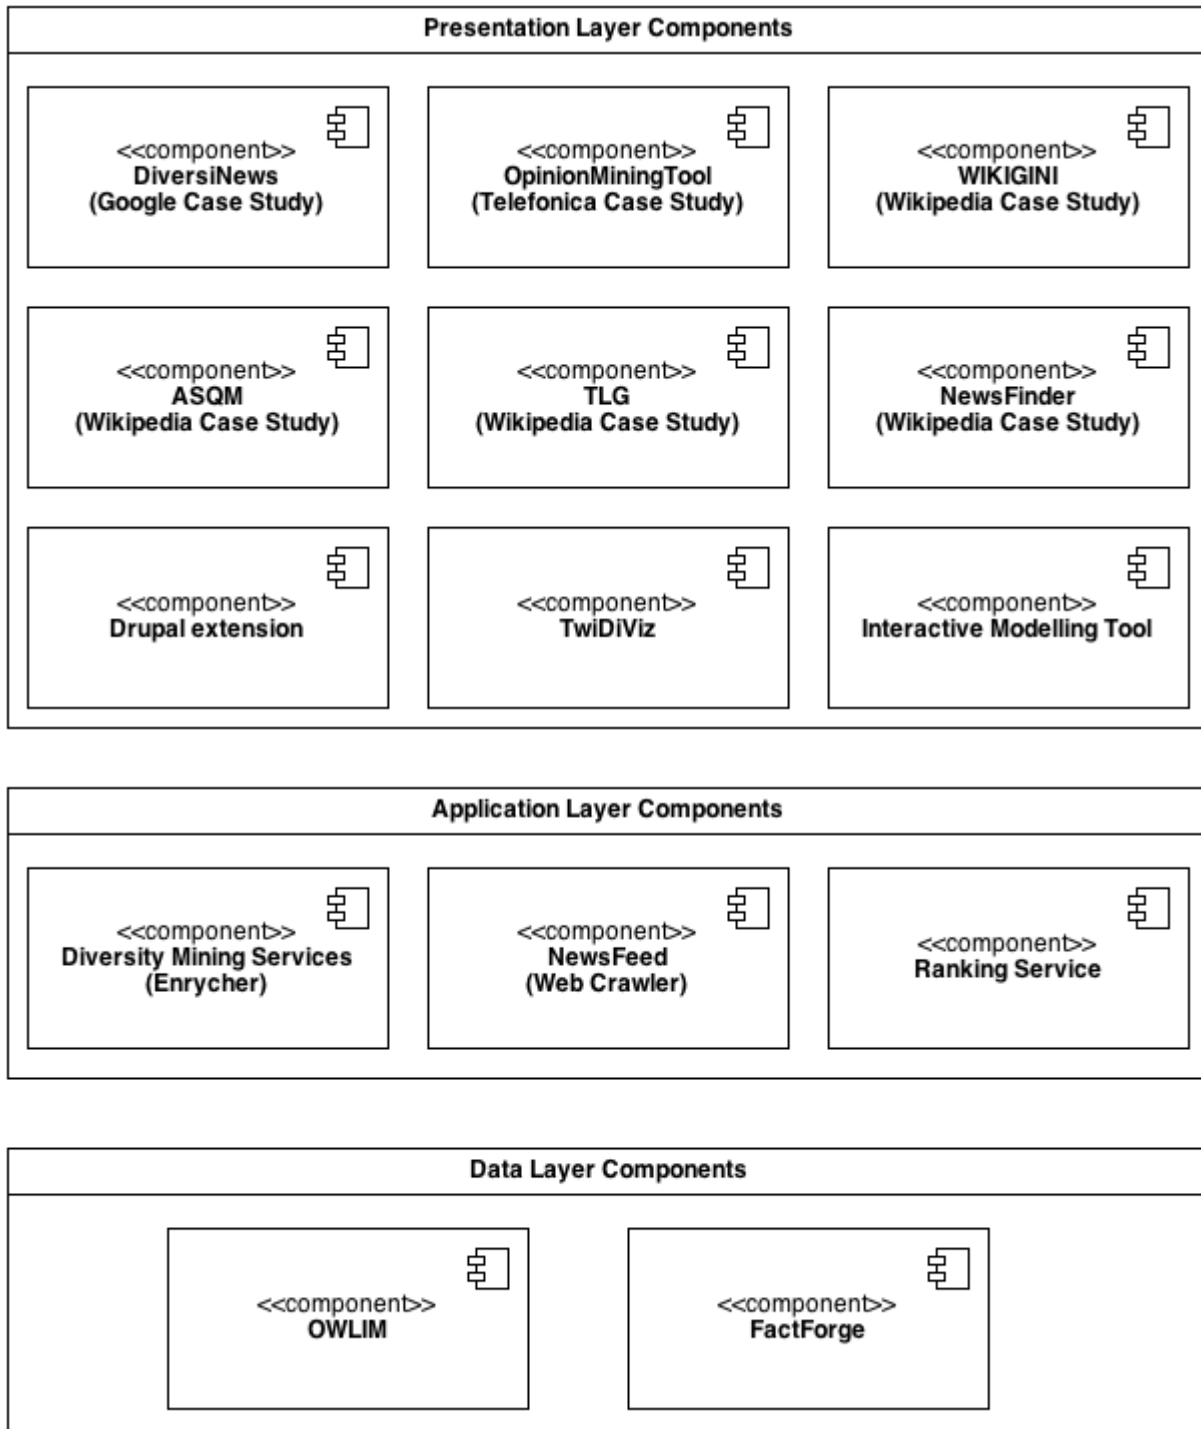 Presentation Layer Components
<<component>>
DiversiNews
(Google Case Study)
<<component>>
OpinionMiningTool
(Telefonica Case Study)
<<component>>
WIKIGINI
(Wikipedia Case Study)
<<component>>
ASQM
(Wikipedia Case Study)
<<component>>
TLG
(Wikipedia Case Study)
<<component>>
NewsFinder
(Wikipedia Case Study)
<<component>>
Drupal extension
<<component>>
TwiDiViz
<<component>>
Interactive Modelling Tool
Application Layer Components
<<component>>
Diversity Mining Services
(Enrycher)
<<component>>
NewsFeed
(Web Crawler)
<<component>>
Ranking Service
Data Layer Components
<<component>>
OWLIM
<<component>>
FactForge